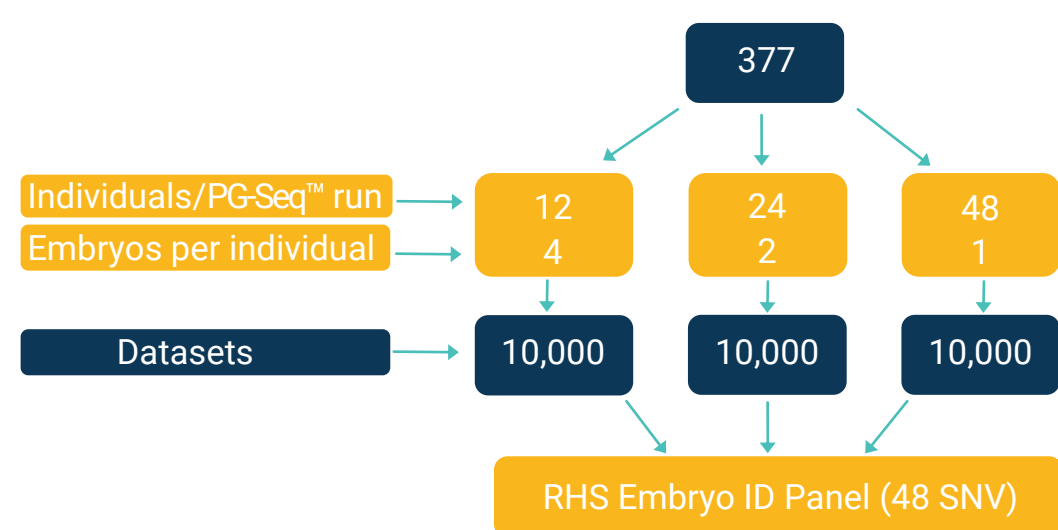 377
Individuals/PG-Seq™ run
12
24
48
Embryos per individual
4
2
1
Datasets
10,000
10,000
10,000
RHS Embryo ID Panel (48 SNV)